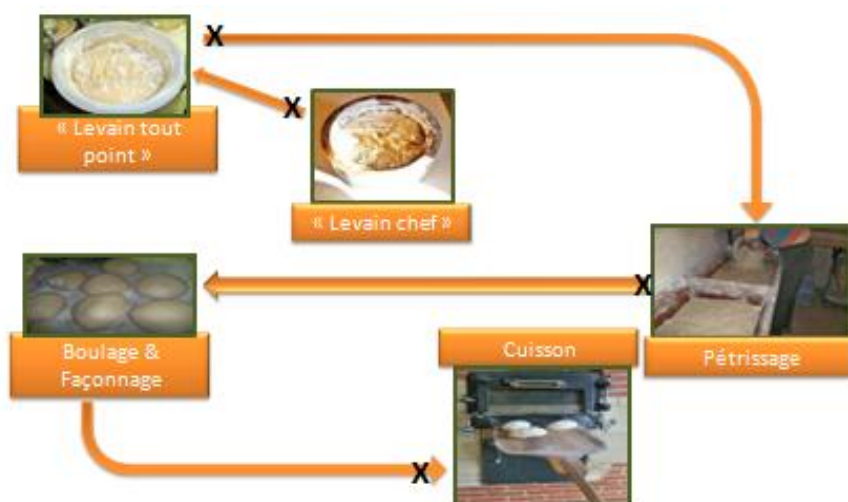 X
« Levain tout
point »
X
« Levain chef »
X
Boulage &
Façonnage
Cuisson
Pétrissage
X